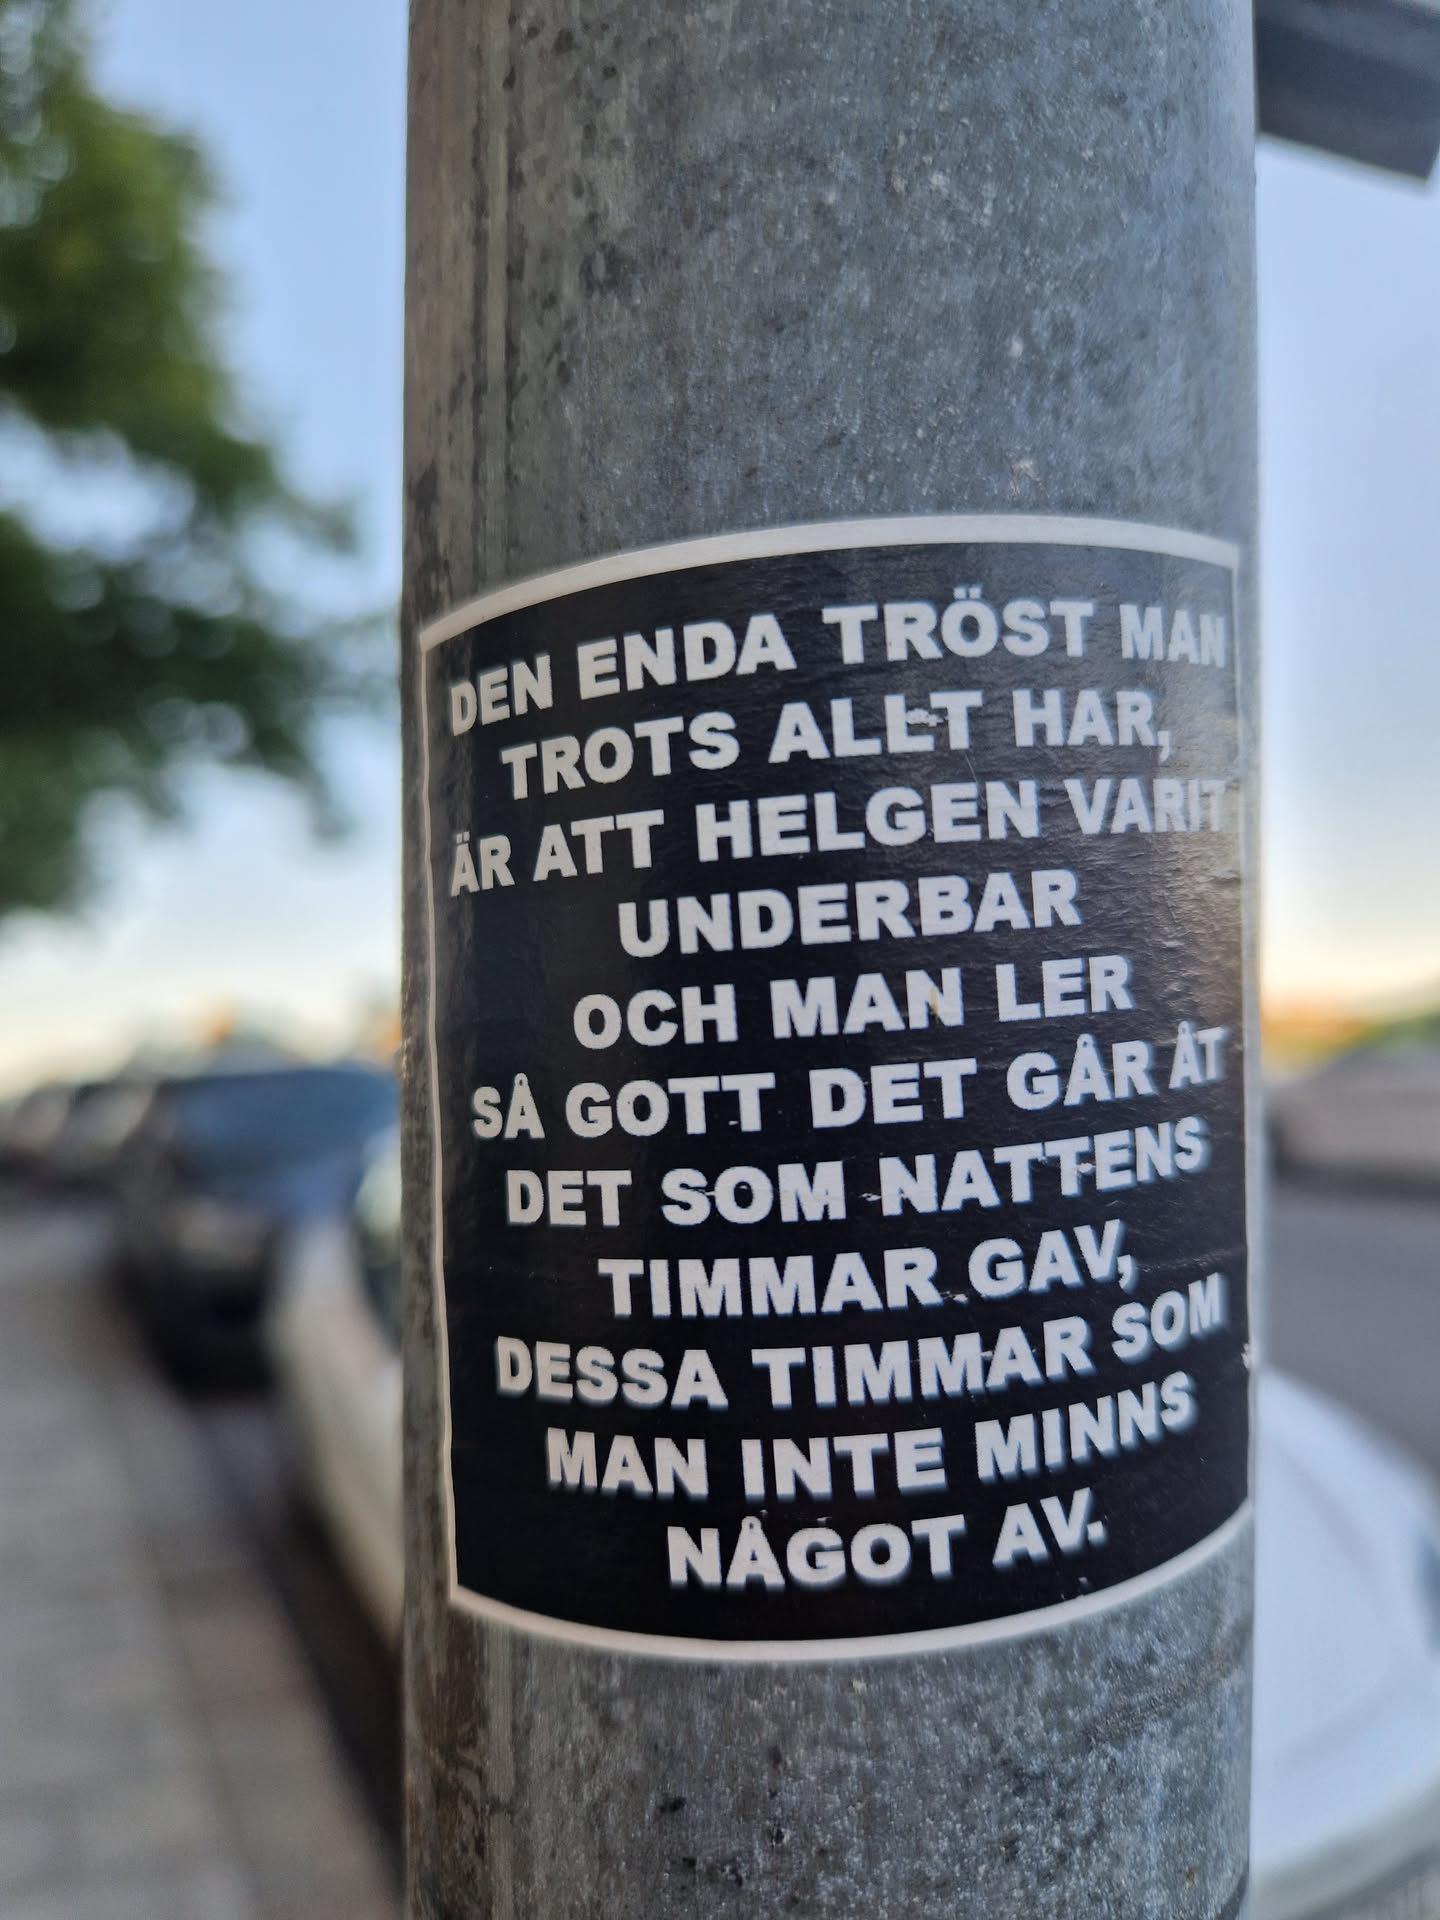 DEN ENDA TRÖST MAN
TROTS ALLT HAR,
ÄR ATT HELGEN VARIT
UNDERBAR
OCH MAN LER
SÅ GOTT DET GÅR ÅT
DET SOM NATTENS
TIMMAR GAV,
DESSA TIMMAR SOM
MAN INTE MINNS
NÅGOT AV.